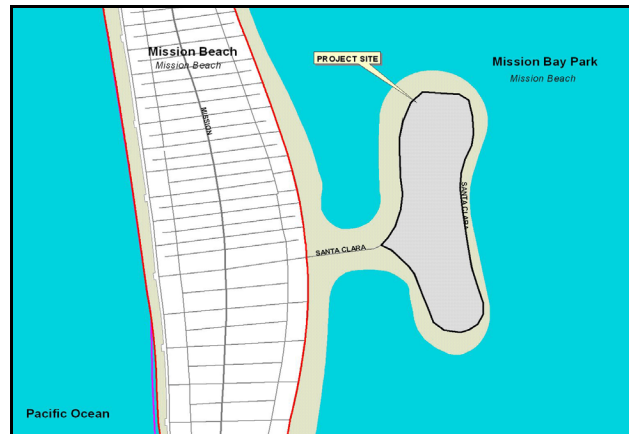 Mission Beach
Mission Beach
PROJECT SITE
Mission Bay Park
Mission Beach
MISSION
SANTA CLARA
SANTA CLARA
Pacific Ocean